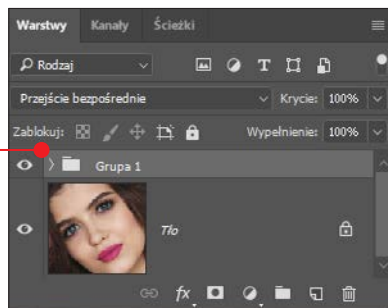 Warstwy Kanały Ścieżki
Rodzaj
Przejście bezpośrednie Krycie: 100%
Zablokuj: Wypełnienie: 100%
Grupa 1
Tło
fx